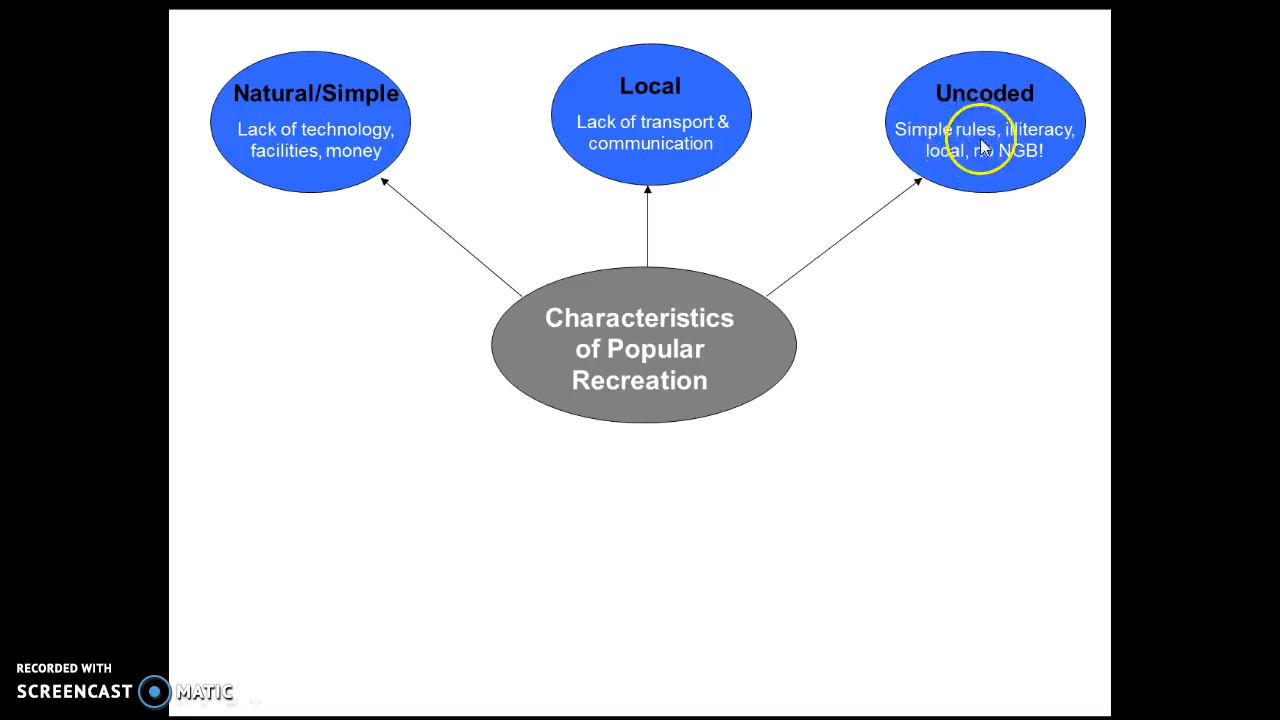 Natural/Simple
Lack of technology,
facilities, money
Local
Lack of transport &
communication
Uncoded
Simple rules, illiteracy,
local, no NGB!
Characteristics
of Popular
Recreation
RECORDED WITH
SCREENCAST MATIC